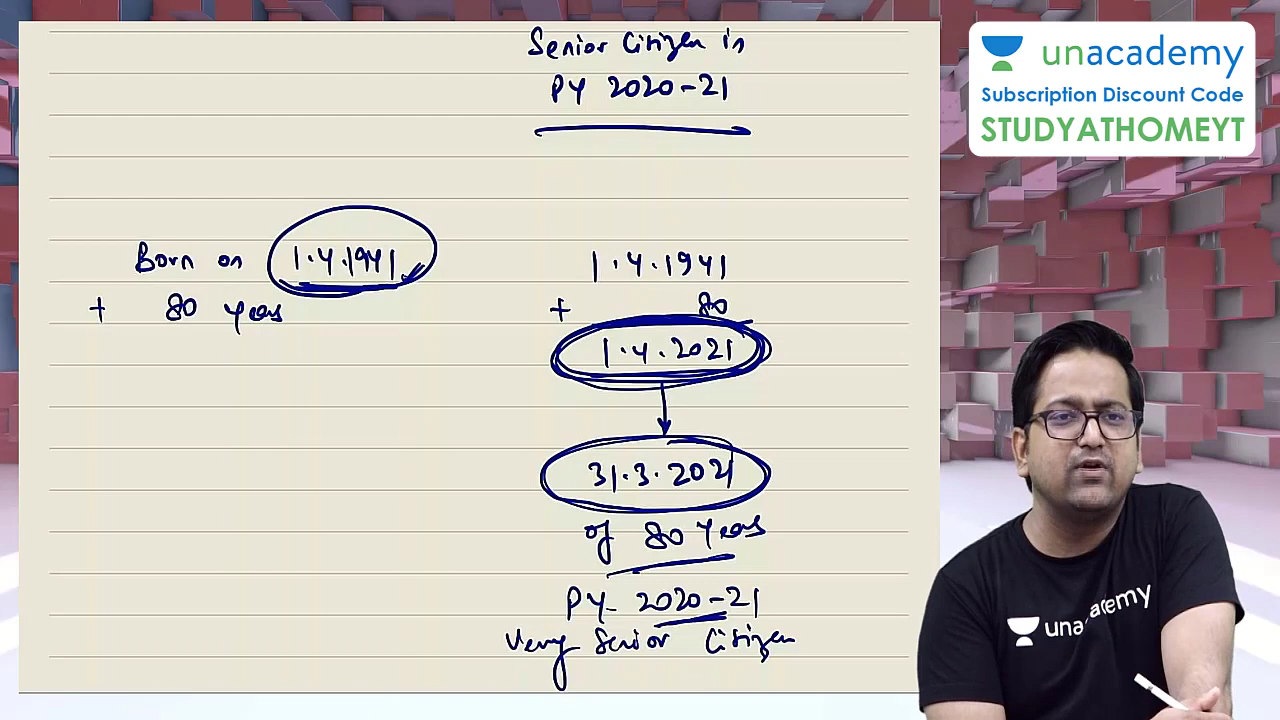 Senior Citizen in
PY 2020-21
Born on 1.4.1941
+ 80 years
1.4.1941
+ 80
1.4.2021
31.3.2021
of 80 Years
PY- 2020-21
Very Senior Citizen
unacademy
Subscription Discount Code
STUDYATHOMEYT
unacademy